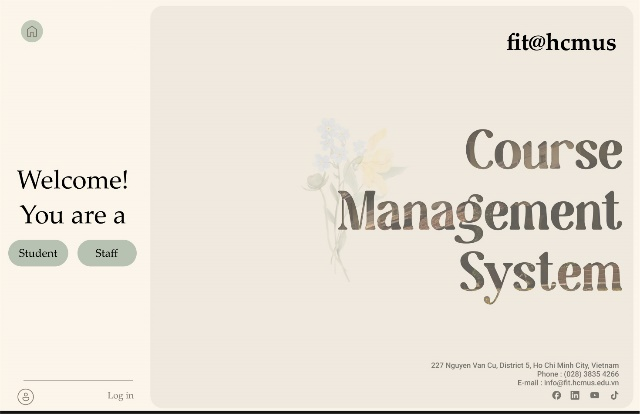 fit@hcmus
Welcome!
You are a
Student
Staff
Course
Management
System
227 Nguyen Van Cu, District 5, Ho Chi Minh City, Vietnam
Phone : (028) 3835 4266
E-mail : info@fit.hcmus.edu.vn
Log in